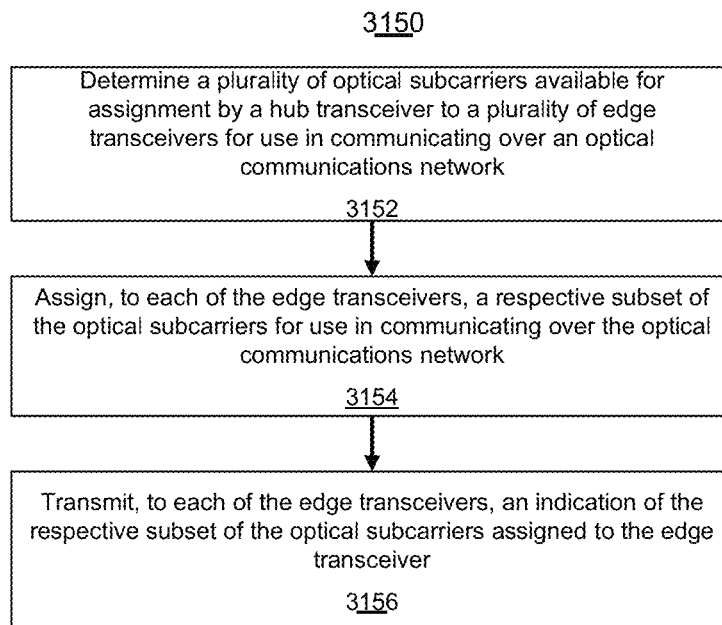 3150
Determine a plurality of optical subcarriers available for
assignment by a hub transceiver to a plurality of edge
transceivers for use in communicating over an optical
communications network
3152
Assign, to each of the edge transceivers, a respective subset of
the optical subcarriers for use in communicating over the optical
communications network
3154
Transmit, to each of the edge transceivers, an indication of the
respective subset of the optical subcarriers assigned to the edge
transceiver
3156